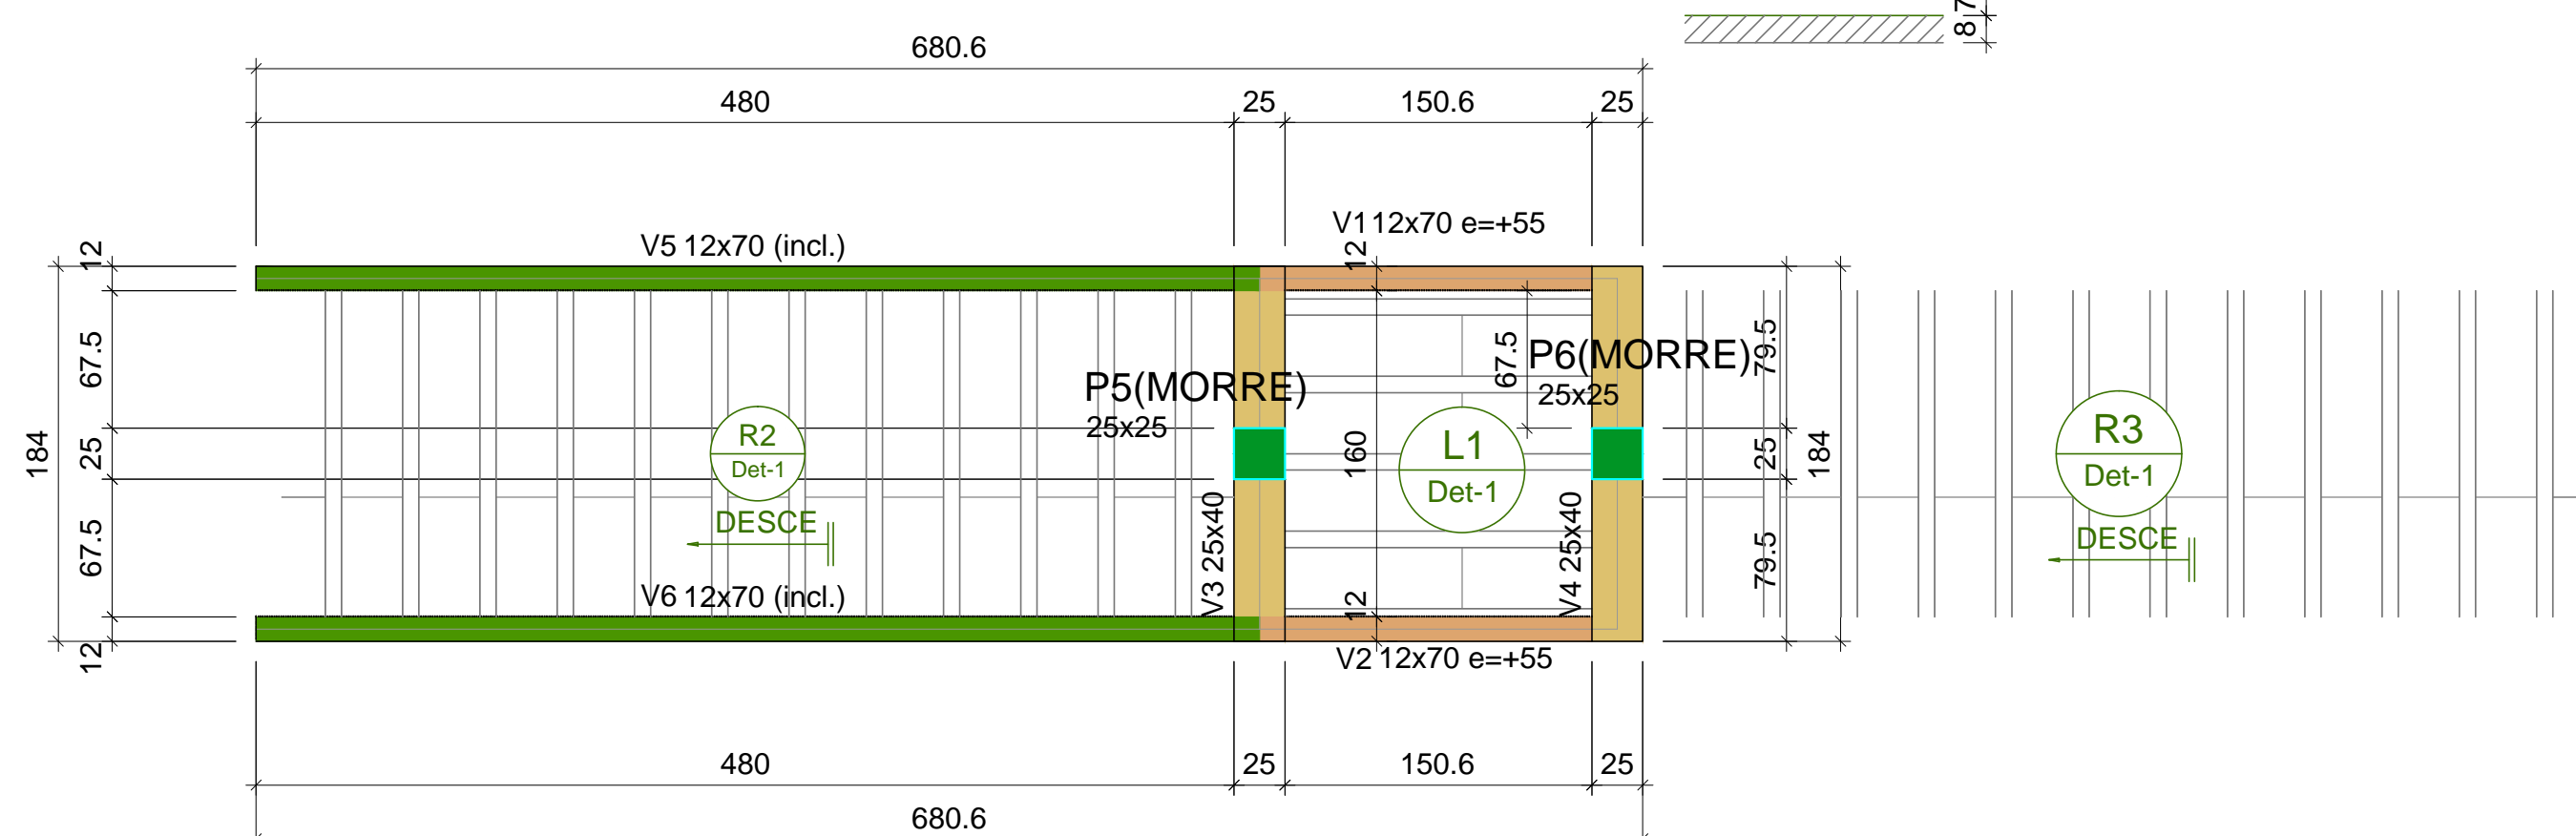 8
7
680.6
480
25
150.6
25
V5 12x70 (incl.)
V1 12x70 e=+55
12
67.5
25
67.5
12
184
12
160
12
67.5
P5(MORRE)
25x25
P6(MORRE)
25x25
79.5
25
79.5
184
R2
Det-1
DESCE
L1
Det-1
R3
Det-1
DESCE
V3 25x40
V4 25x40
V6 12x70 (incl.)
V2 12x70 e=+55
480
25
150.6
25
680.6